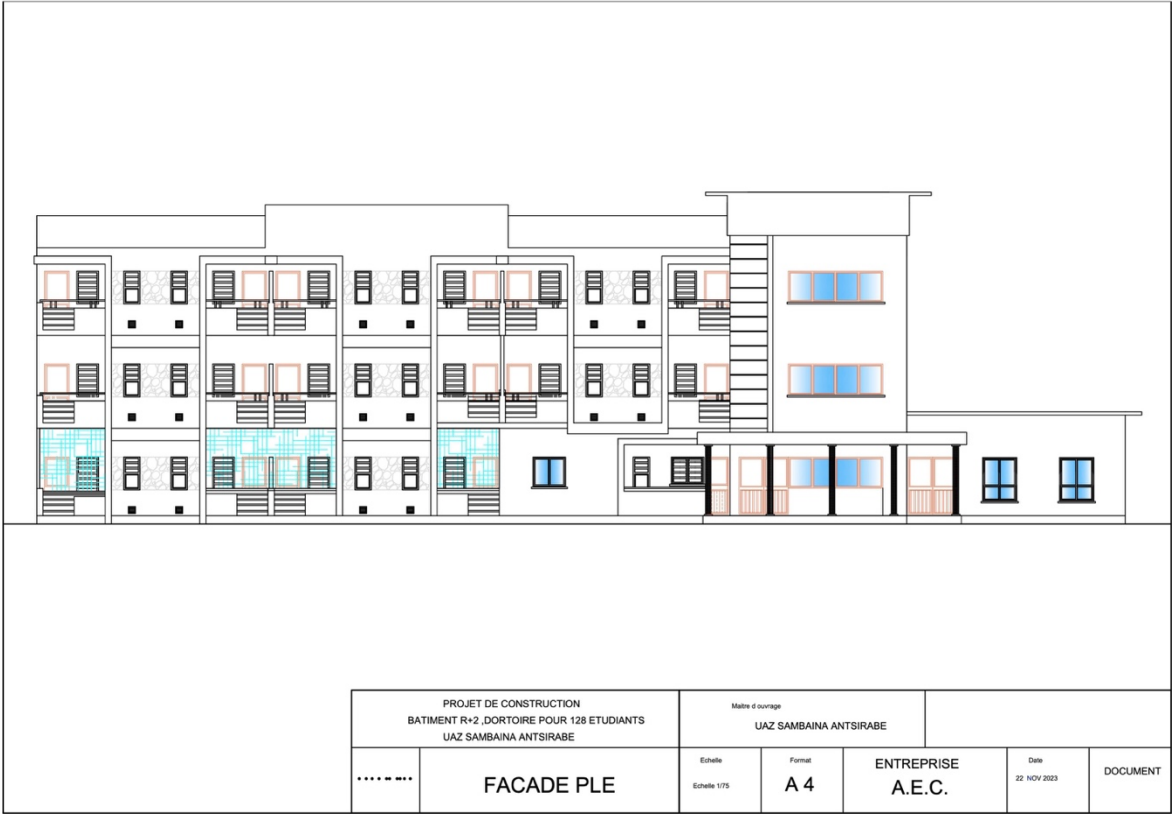 PROJET DE CONSTRUCTION
BATIMENT R+2 ,DORTOIRE POUR 128 ETUDIANTS
UAZ SAMBAINA ANTSIRABE
Maitre d ouvrage
UAZ SAMBAINA ANTSIRABE
FACADE PLE
Echelle
Echelle 1/75
Format
A 4
ENTREPRISE
A.E.C.
Date
22 NOV 2023
DOCUMENT